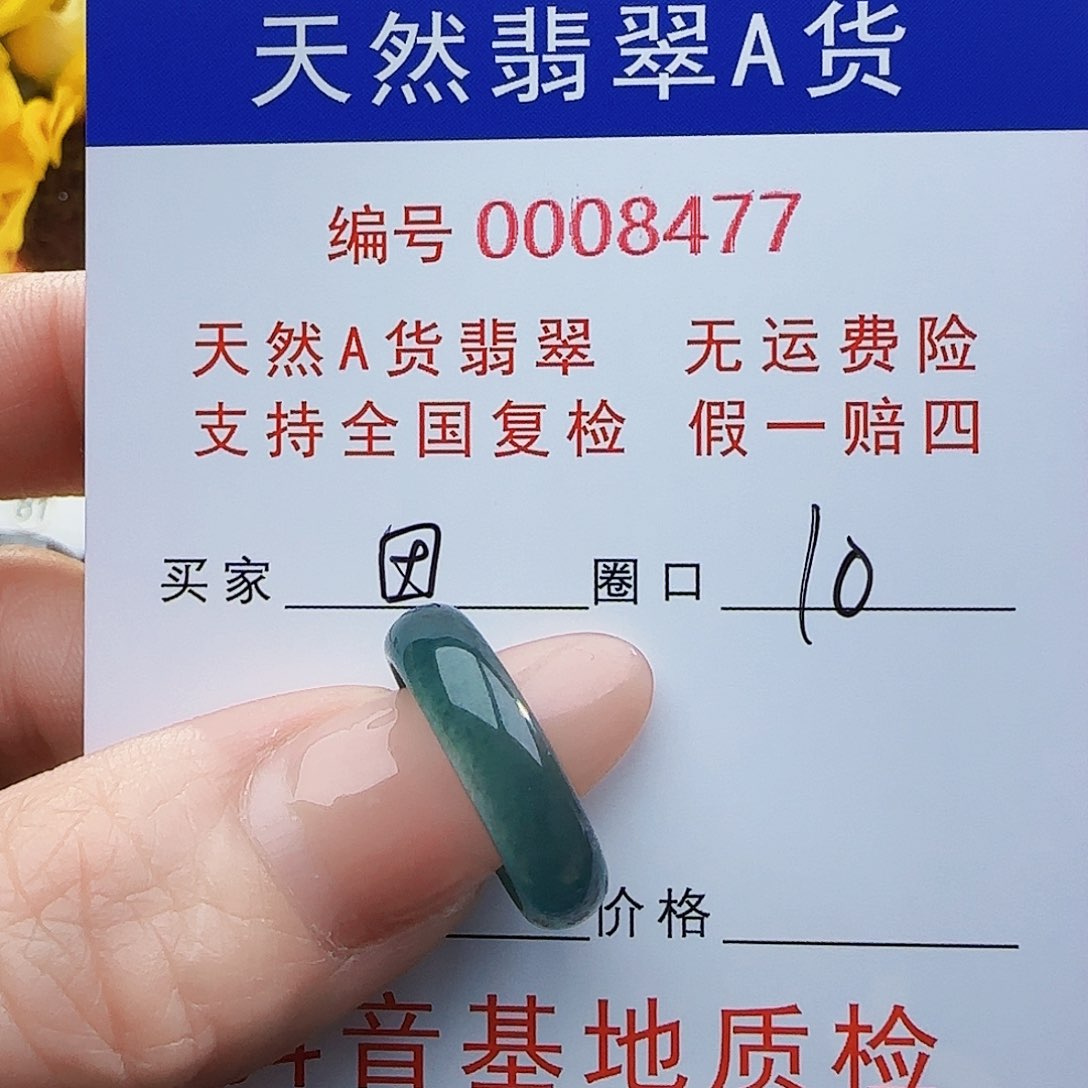 天然翡翠A货
编号 0008477
天然A货翡翠 无运费险
支持全国复检 假一赔四
买家 团 圈口 10
价格
音基地质检